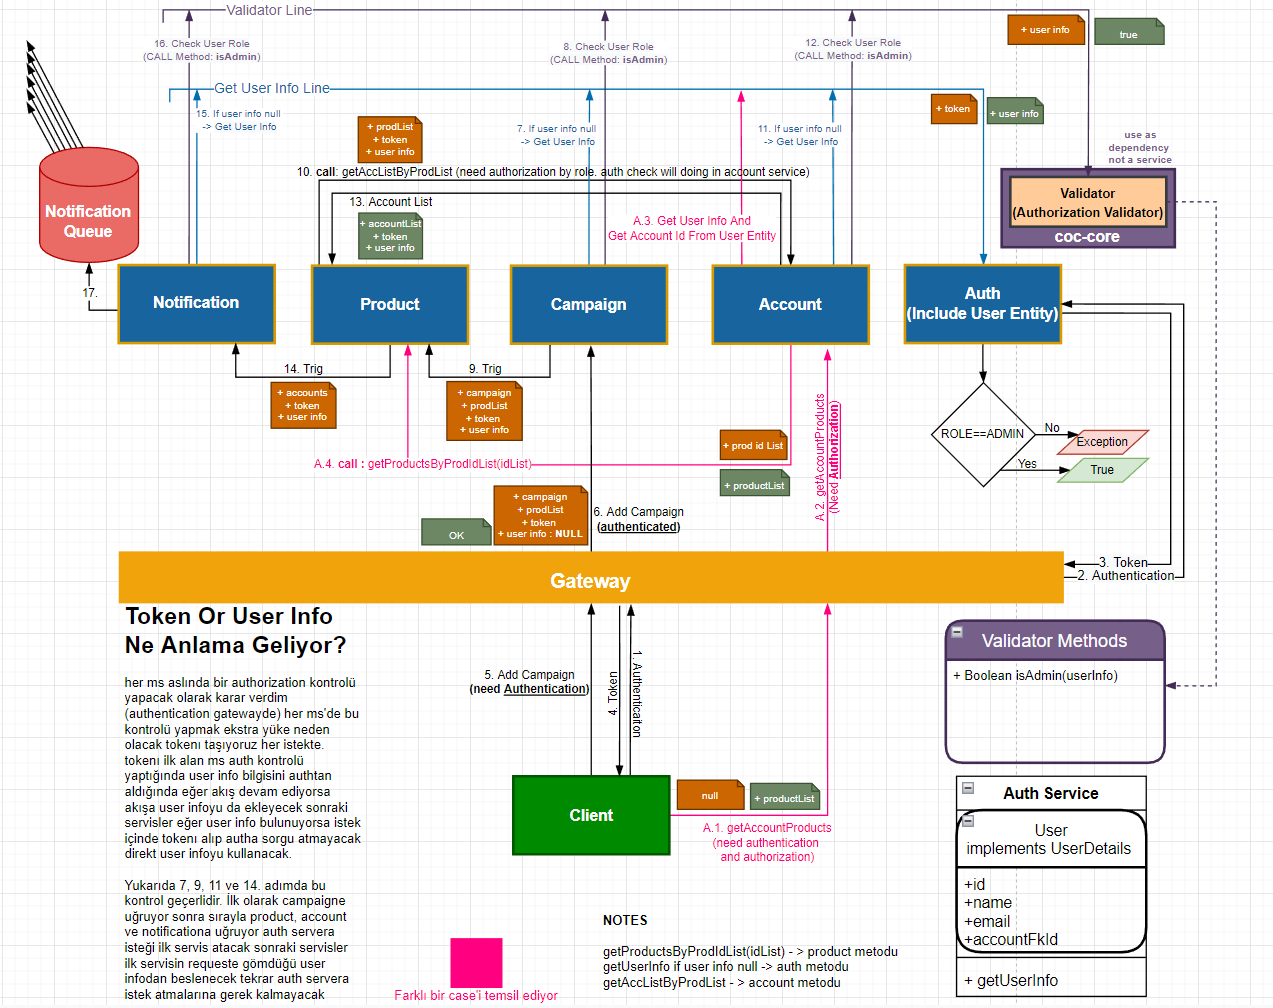 Validator Line
16. Check User Role
(CALL Method: isAdmin)
8. Check User Role
(CALL Method: isAdmin)
12. Check User Role
(CALL Method: isAdmin)
+ user info
true
Get User Info Line
15. If user info null
-> Get User Info
+ prodList
+ token
+ user info
7. If user info null
-> Get User Info
11. If user info null
-> Get User Info
+ token
+ user info
use as
dependency
not a service
10. call: getAccListByProdList (need authorization by role. auth check will doing in account service)
13. Account List
+ accountList
+ token
+ user info
A.3. Get User Info And
Get Account Id From User Entity
Validator
(Authorization Validator)
coc-core
Notification
Queue
17.
Notification
Product
Campaign
Account
Auth
(Include User Entity)
14. Trig
+ accounts
+ token
+ user info
9. Trig
+ campaign
+ prodList
+ token
+ user info
ROLE==ADMIN
No
Exception
Yes
True
+ prod id List
+ productList
A.4. call : getProductsByProdIdList(idList)
A.2. getAccountProducts
(Need Authorization)
+ campaign
+ prodList
+ token
+ user info : NULL
OK
6. Add Campaign
(authenticated)
3. Token
2. Authentication
Gateway
Token Or User Info
Ne Anlama Geliyor?
her ms aslında bir authorization kontrolü
yapacak olarak karar verdim
(authentication gatewayde) her ms'de bu
kontrolü yapmak ekstra yüke neden
olacak tokenı taşıyoruz her istekte.
tokenı ilk alan ms auth kontrolü
yaptığında user info bilgisini authtan
aldığında eğer akış devam ediyorsa
akışa user infoyu da ekleyecek sonraki
servisler eğer user info bulunuyorsa istek
içinde tokenı alıp autha sorgu atmayacak
direkt user infoyu kullanacak.
Yukarıda 7, 9, 11 ve 14. adımda bu
kontrol geçerlidir. İlk olarak campaigne
uğruyor sonra sırayla product, account
ve notificationa uğruyor auth servera
isteği ilk servis atacak sonraki servisler
ilk servisin requeste gömdüğü user
infodan beslenecek tekrar auth servera
istek atmalarına gerek kalmayacak
5. Add Campaign
(need Authentication)
4. Token
1. Authenticaiton
Client
null
+ productList
A.1. getAccountProducts
(need authentication
and authorization)
Validator Methods
+ Boolean isAdmin(userInfo)
Auth Service
User
implements UserDetails
+id
+name
+email
+accountFkId
+ getUserInfo
NOTES
getProductsByProdIdList(idList) - > product metodu
getUserInfo if user info null -> auth metodu
getAccListByProdList - > account metodu
Farklı bir case'i temsil ediyor